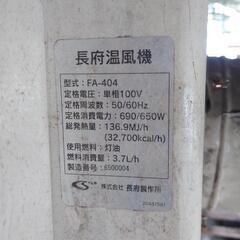 長府温風機
型式：FA-404
定格電圧：単相100V
定格周波数：50/60Hz
定格消費電力：690/650W
総発熱量：136.9MJ/h
(32,700kcal/h)
使用燃料：灯油
燃料消費量：3.7L/h
製造番号：6500004
株式会社 長府製作所